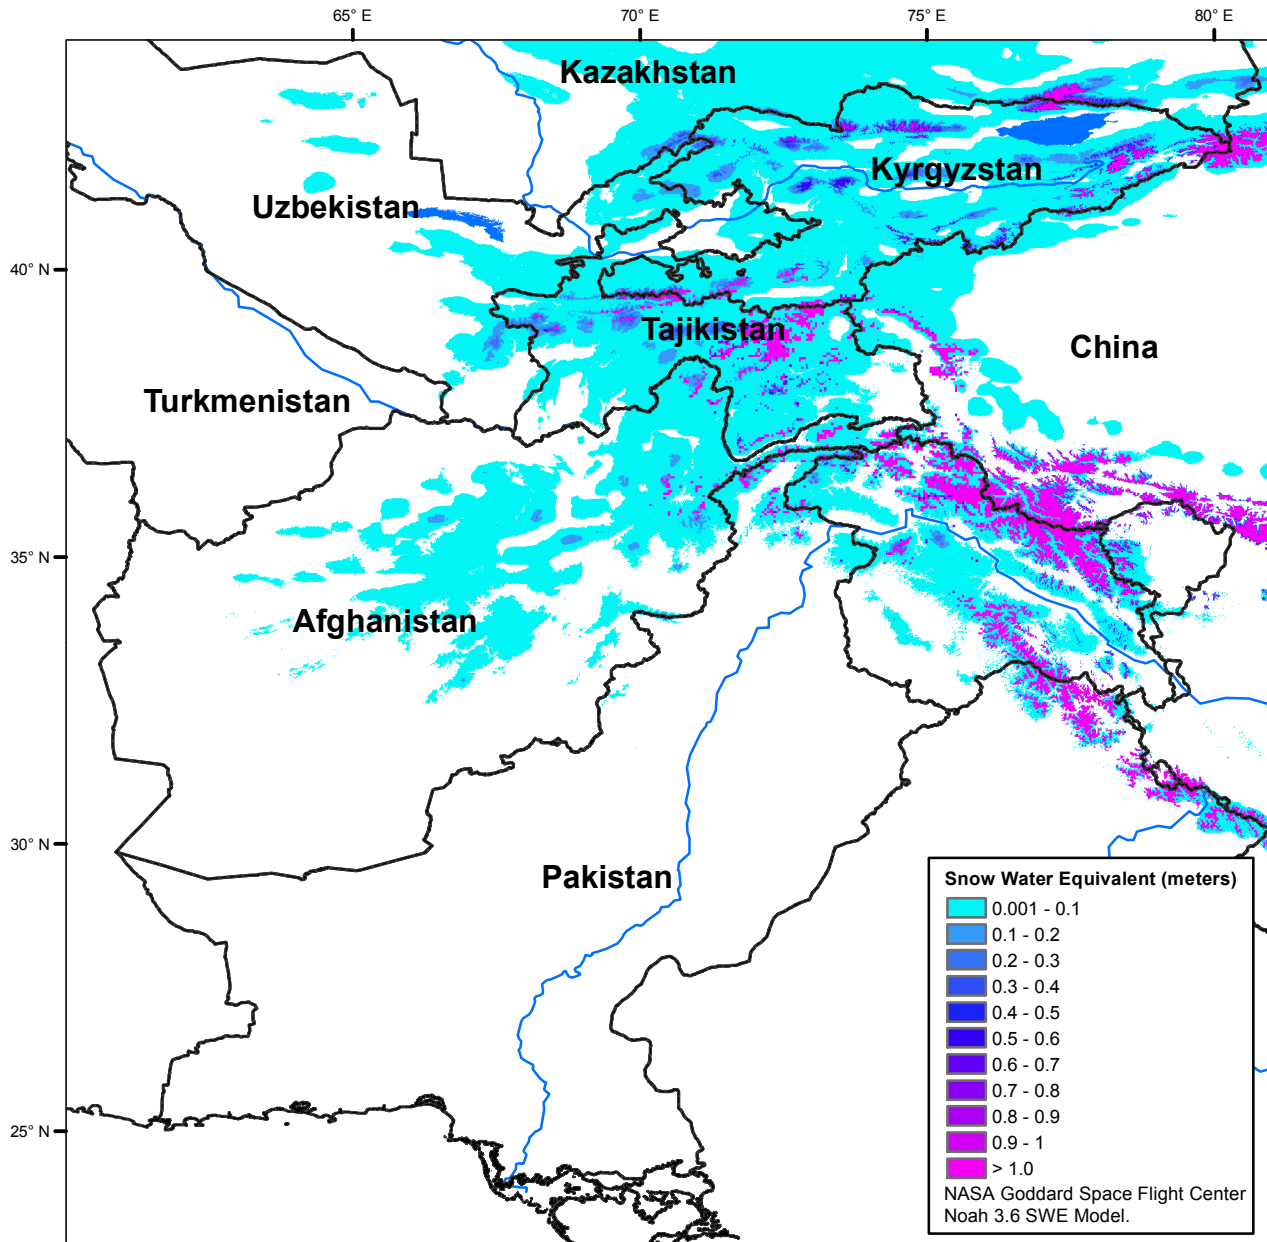 65° E
70° E
75° E
80° E
Kazakhstan
Kyrgyzstan
Uzbekistan
40° N
Tajikistan
China
Turkmenistan
35° N
Afghanistan
30° N
Pakistan
Snow Water Equivalent (meters)
0.001 - 0.1
0.1 - 0.2
0.2 - 0.3
0.3 - 0.4
0.4 - 0.5
0.5 - 0.6
0.6 - 0.7
0.7 - 0.8
0.8 - 0.9
0.9 - 1
> 1.0
25° N
NASA Goddard Space Flight Center
Noah 3.6 SWE Model.